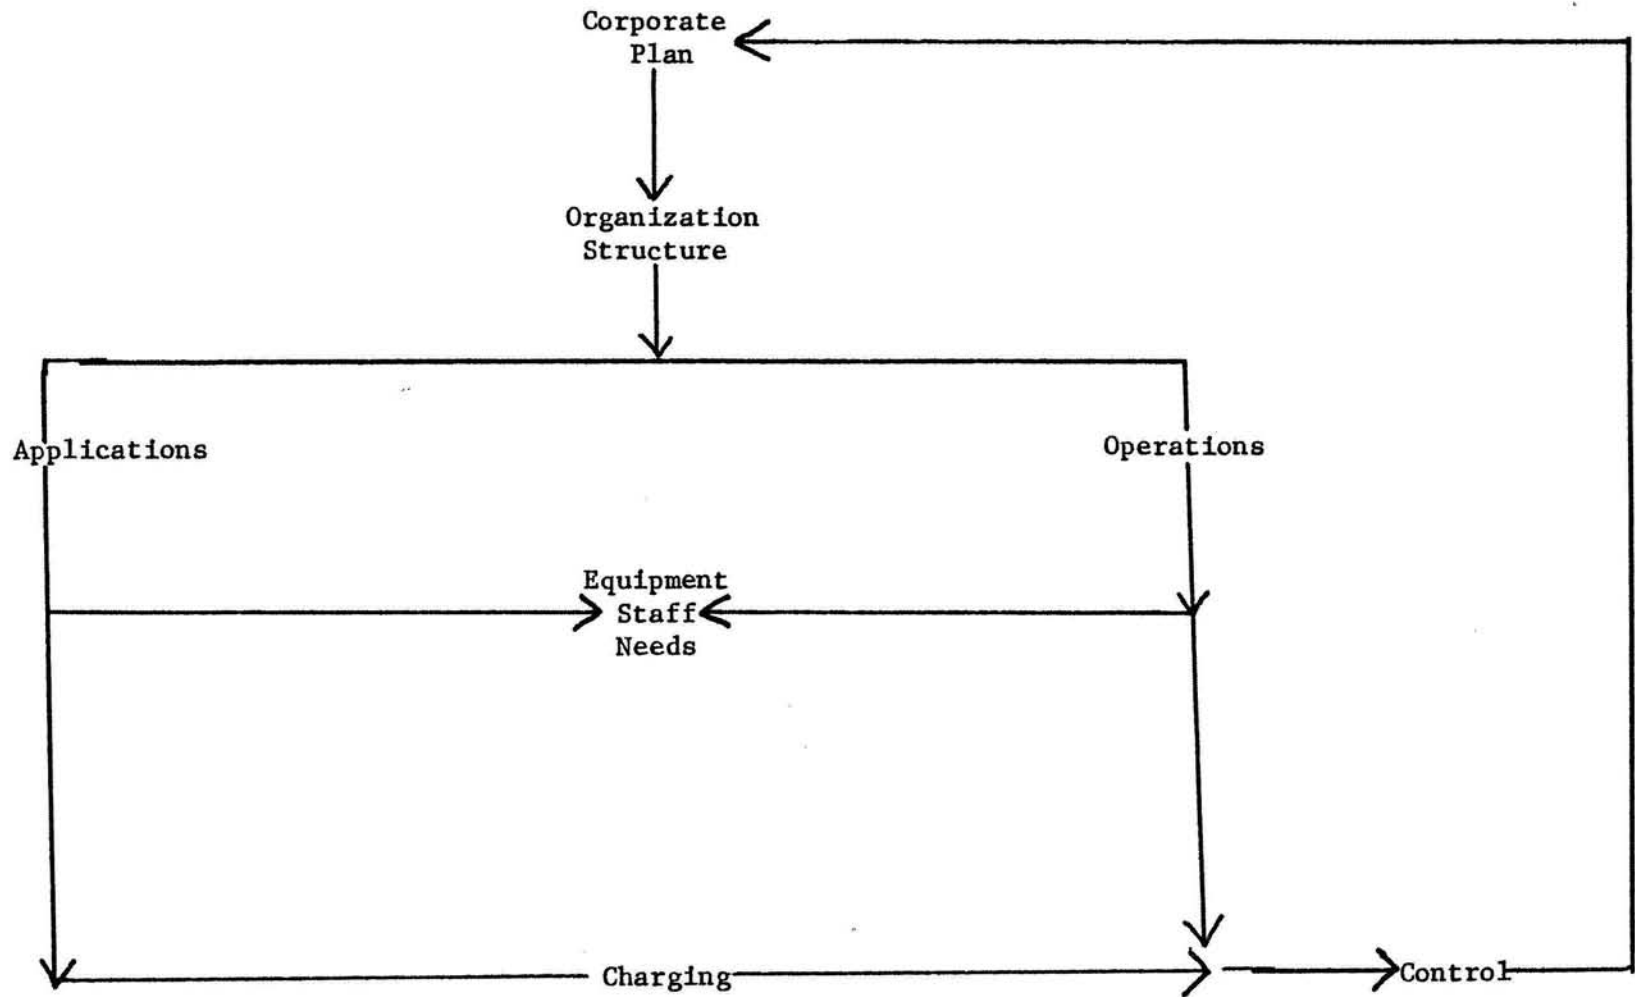 Corporate
Plan
Organization
Structure
Applications
Operations
Equipment
Staff
Needs
Charging
Control